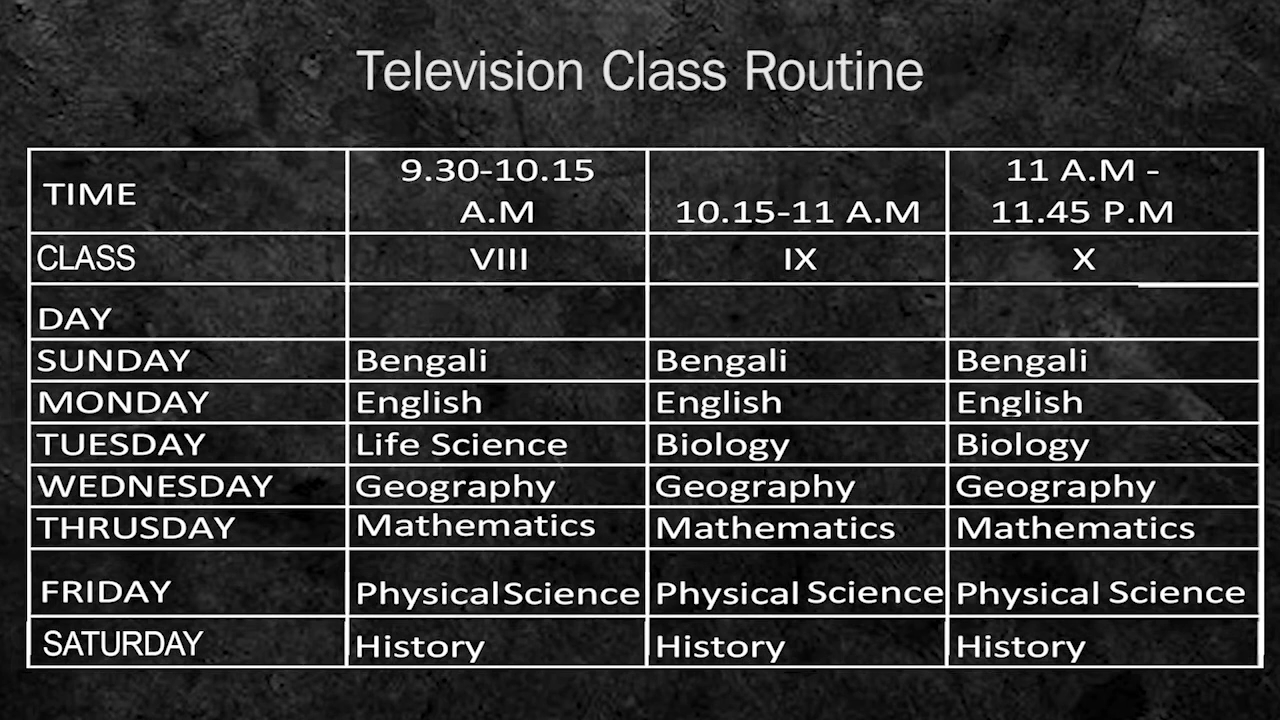 Television Class Routine
TIME 9.30-10.15 A.M 10.15-11 A.M 11 A.M - 11.45 P.M
CLASS VIII IX X
DAY
SUNDAY Bengali Bengali Bengali
MONDAY English English English
TUESDAY Life Science Biology Biology
WEDNESDAY Geography Geography Geography
THRUSDAY Mathematics Mathematics Mathematics
FRIDAY Physical Science Physical Science Physical Science
SATURDAY History History History